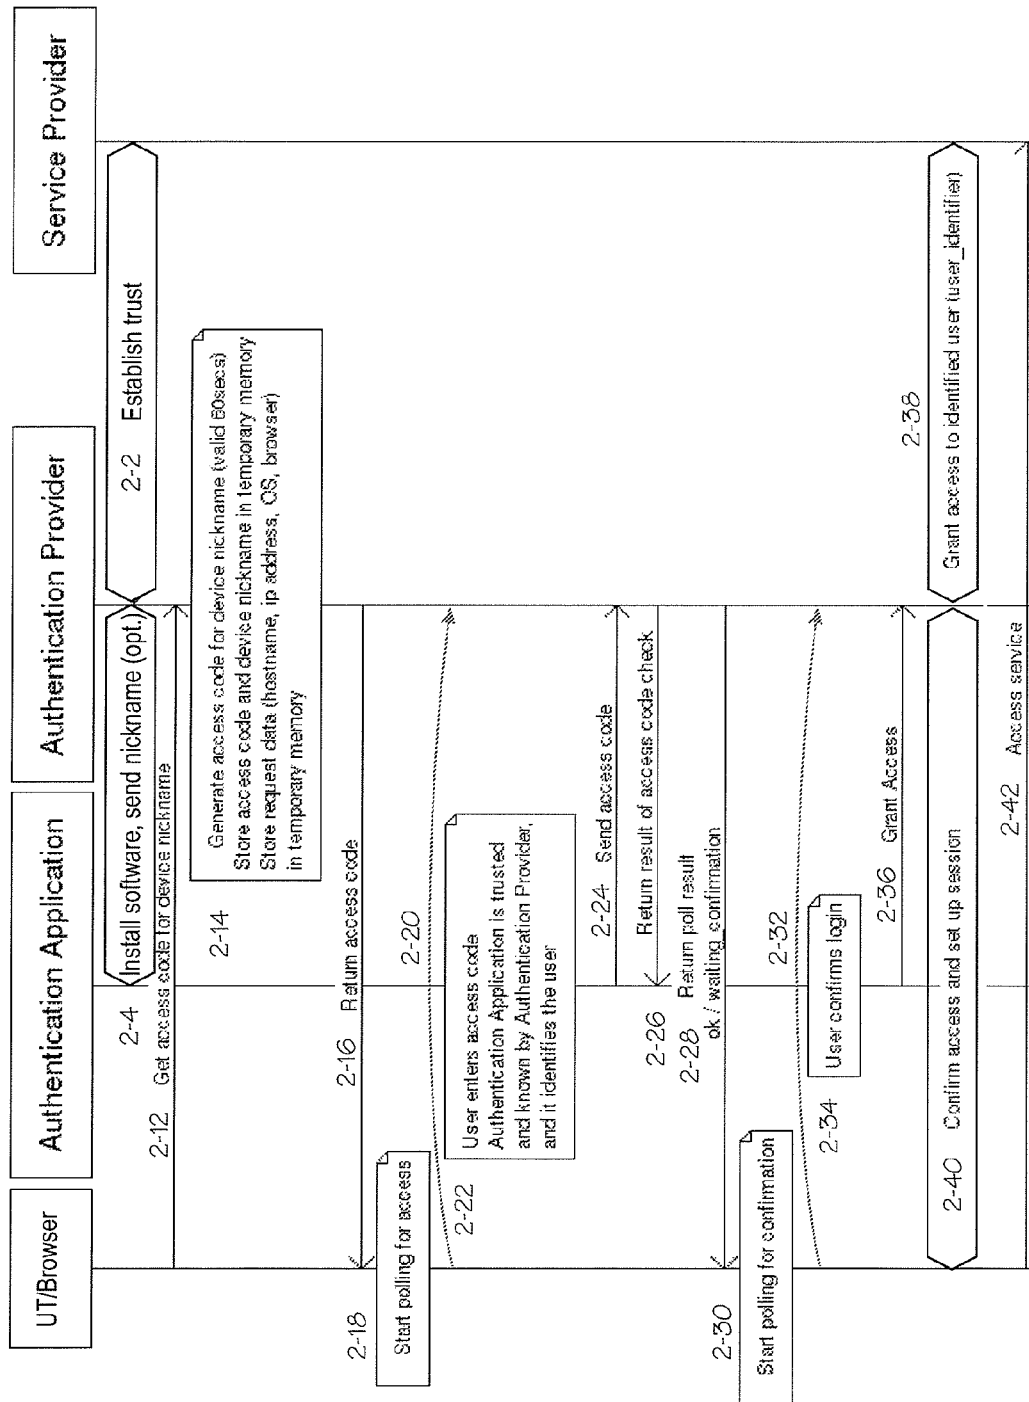 UT/Browser
Authentication Application
Authentication Provider
Service Provider
2-2 Establish trust
2-4
Install software, send nickname (opt.)
2-12 Get access code for device nickname
2-14
Generate access code for device nickname (valid 60secs)
Store access code and device nickname in temporary memory
Store request data (hostname, ip address, OS, browser)
in temporary memory
2-16 Return access code
2-18
Start polling for access
2-20
2-22
User enters access code
Authentication Application is trusted
and known by Authentication Provider,
and it identifies the user
2-24 Send access code
2-26 Return result of access code check
2-28 Return poll result
ok / waiting confirmation
2-30
Start polling for confirmation
2-32
2-34
User confirms login
2-36 Grant Access
2-38
Grant access to identified user (user_identifier)
2-40 Confirm access and set up session
2-42 Access service